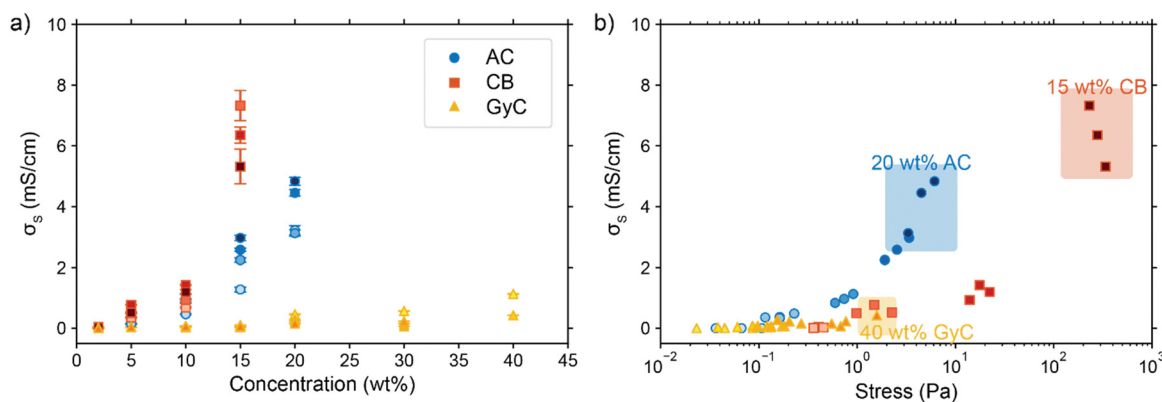 a)
10
8
6
4
2
0
σS (mS/cm)
5 10 15 20 25 30 35 40 45
Concentration (wt%)
AC
CB
GyC
b)
10
8
6
4
2
0
σS (mS/cm)
15 wt% CB
20 wt% AC
40 wt% GyC
10⁻² 10⁻¹ 10⁰ 10¹ 10² 10³
Stress (Pa)